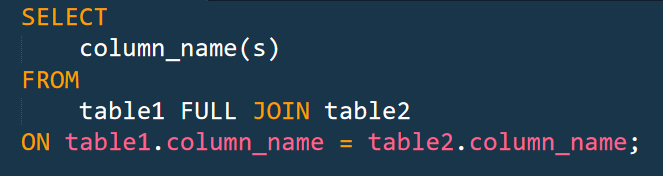 SELECT
column_name(s)
FROM
table1 FULL JOIN table2
ON table1.column_name = table2.column_name;